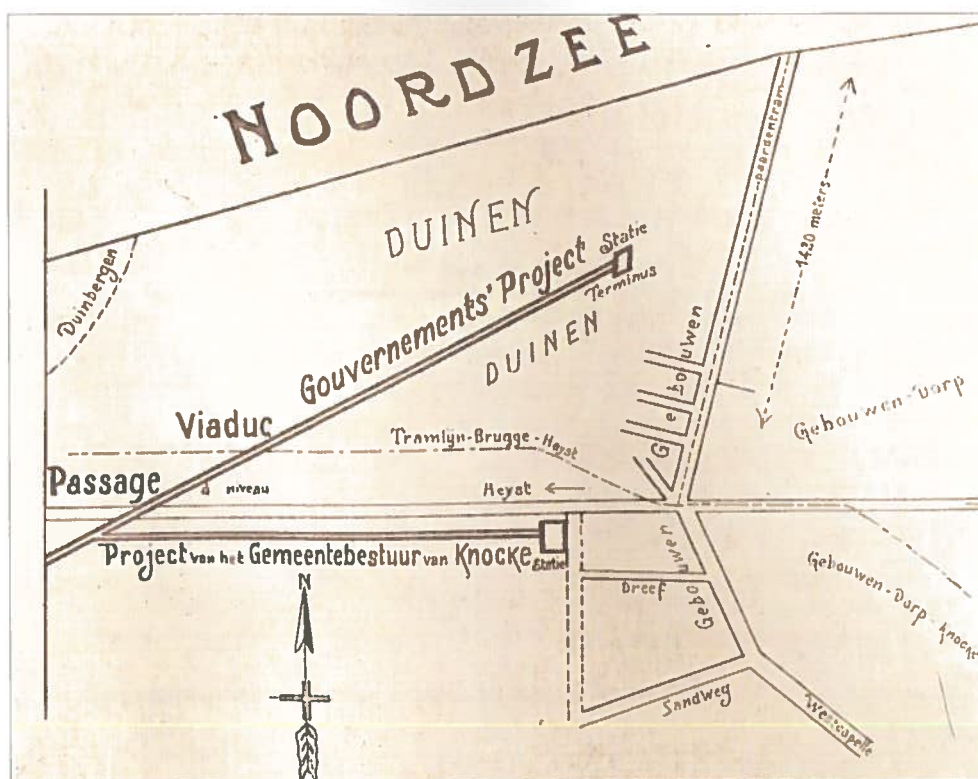 NOORDZEE
paardentram
1430 meters
DUINEN
Duinbergen
Statie
Terminus
Gouvernements' Project
DUINEN
Gebouwen
Gebouwen-Dorp
Viaduc
Tramlijn-Brugge-Heyst
Passage
à niveau
Heyst
Project van het Gemeentebestuur van Knocke
Statie
Gebouwen
Gebouwen-Dorp-Knocke
Dreef
N
Sandweg
Westcapelle